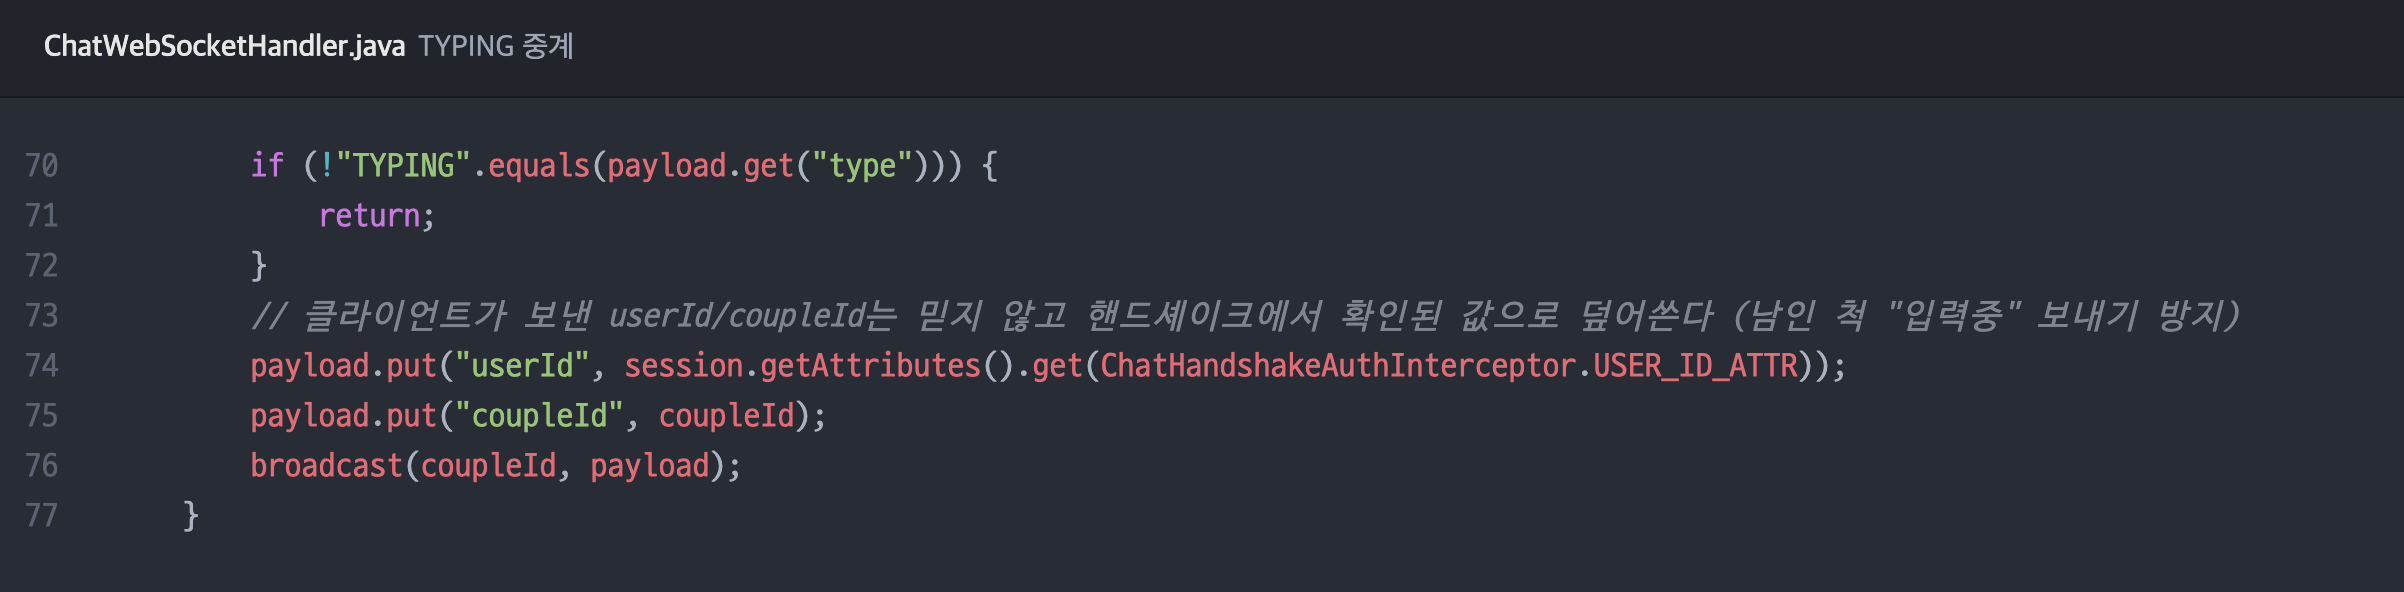 ChatWebSocketHandler.java TYPING 중계
70 if (!"TYPING".equals(payload.get("type"))) {
71 return;
72 }
73 // 클라이언트가 보낸 userId/coupleId는 믿지 않고 핸드셰이크에서 확인된 값으로 덮어쓴다 (남인 척 "입력중" 보내기 방지)
74 payload.put("userId", session.getAttributes().get(ChatHandshakeAuthInterceptor.USER_ID_ATTR));
75 payload.put("coupleId", coupleId);
76 broadcast(coupleId, payload);
77 }